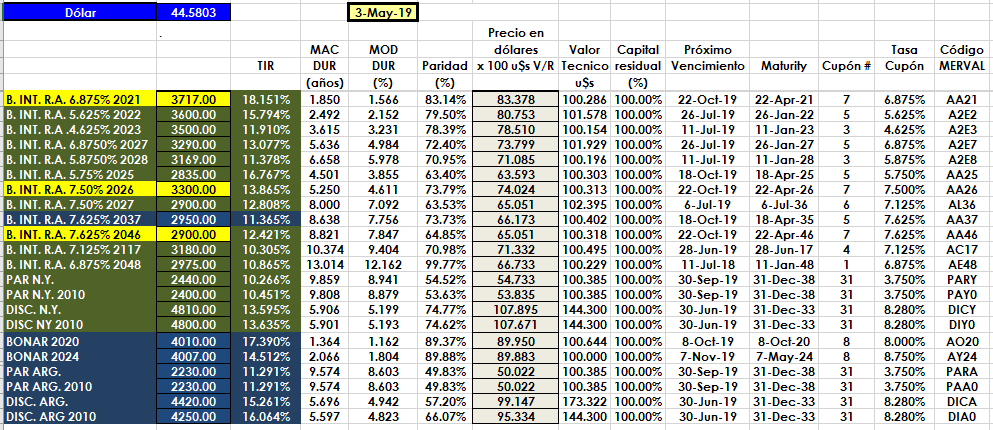 Dólar 44.5803 3-May-19
.
Precio en
MAC MOD dólares Valor Capital Próximo Tasa Código
TIR DUR DUR Paridad x 100 u$s V/R Tecnico residual Vencimiento Maturity Cupón # Cupón MERVAL
(años) (%) (%) u$s (%)
B. INT. R.A. 6.875% 2021 3717.00 18.151% 1.850 1.566 83.14% 83.378 100.286 100.00% 22-Oct-19 22-Apr-21 7 6.875% AA21
B. INT. R.A. 5.625% 2022 3600.00 15.794% 2.492 2.152 79.50% 80.753 101.578 100.00% 26-Jul-19 26-Jan-22 5 5.625% A2E2
B. INT. R.A. 4.625% 2023 3500.00 11.910% 3.615 3.231 78.39% 78.510 100.154 100.00% 11-Jul-19 11-Jan-23 3 4.625% A2E3
B. INT. R.A. 6.8750% 2027 3290.00 13.077% 5.636 4.984 72.40% 73.799 101.929 100.00% 26-Jul-19 26-Jan-27 5 6.875% A2E7
B. INT. R.A. 5.8750% 2028 3169.00 11.378% 6.658 5.978 70.95% 71.085 100.196 100.00% 11-Jul-19 11-Jan-28 3 5.875% A2E8
B. INT. R.A. 5.75% 2025 2835.00 16.767% 4.501 3.855 63.40% 63.593 100.303 100.00% 18-Oct-19 18-Apr-25 5 5.750% AA25
B. INT. R.A. 7.50% 2026 3300.00 13.865% 5.250 4.611 73.79% 74.024 100.313 100.00% 22-Oct-19 22-Apr-26 7 7.500% AA26
B. INT. R.A. 7.50% 2027 2900.00 12.808% 8.000 7.092 63.53% 65.051 102.395 100.00% 6-Jul-19 6-Jul-36 6 7.125% AL36
B. INT. R.A. 7.625% 2037 2950.00 11.365% 8.638 7.756 73.73% 66.173 100.402 100.00% 18-Oct-19 18-Apr-35 5 7.625% AA37
B. INT. R.A. 7.625% 2046 2900.00 12.421% 8.821 7.847 64.85% 65.051 100.318 100.00% 22-Oct-19 22-Apr-46 7 7.625% AA46
B. INT. R.A. 7.125% 2117 3180.00 10.305% 10.374 9.404 70.98% 71.332 100.495 100.00% 28-Jun-19 28-Jun-17 4 7.125% AC17
B. INT. R.A. 6.875% 2048 2975.00 10.865% 13.014 12.162 99.77% 66.733 100.229 100.00% 11-Jul-18 11-Jan-48 1 6.875% AE48
PAR N.Y. 2440.00 10.266% 9.859 8.941 54.52% 54.733 100.385 100.00% 30-Sep-19 31-Dec-38 31 3.750% PARY
PAR N.Y. 2010 2400.00 10.451% 9.808 8.879 53.63% 53.835 100.385 100.00% 30-Sep-19 31-Dec-38 31 3.750% PAY0
DISC. N.Y. 4810.00 13.595% 5.906 5.199 74.77% 107.895 144.300 100.00% 30-Jun-19 31-Dec-33 31 8.280% DICY
DISC NY 2010 4800.00 13.635% 5.901 5.193 74.62% 107.671 144.300 100.00% 30-Jun-19 31-Dec-33 31 8.280% DIY0
BONAR 2020 4010.00 17.390% 1.364 1.162 89.37% 89.950 100.644 100.00% 8-Oct-19 8-Oct-20 8 8.000% AO20
BONAR 2024 4007.00 14.512% 2.066 1.804 89.88% 89.883 100.000 100.00% 7-Nov-19 7-May-24 8 8.750% AY24
PAR ARG. 2230.00 11.291% 9.574 8.603 49.83% 50.022 100.385 100.00% 30-Sep-19 31-Dec-38 31 3.750% PARA
PAR ARG. 2010 2230.00 11.291% 9.574 8.603 49.83% 50.022 100.385 100.00% 30-Sep-19 31-Dec-38 31 3.750% PAA0
DISC. ARG. 4420.00 15.261% 5.696 4.942 57.20% 99.147 173.322 100.00% 30-Jun-19 31-Dec-33 31 8.280% DICA
DISC. ARG 2010 4250.00 16.064% 5.597 4.823 66.07% 95.334 144.300 100.00% 30-Jun-19 31-Dec-33 31 8.280% DIA0